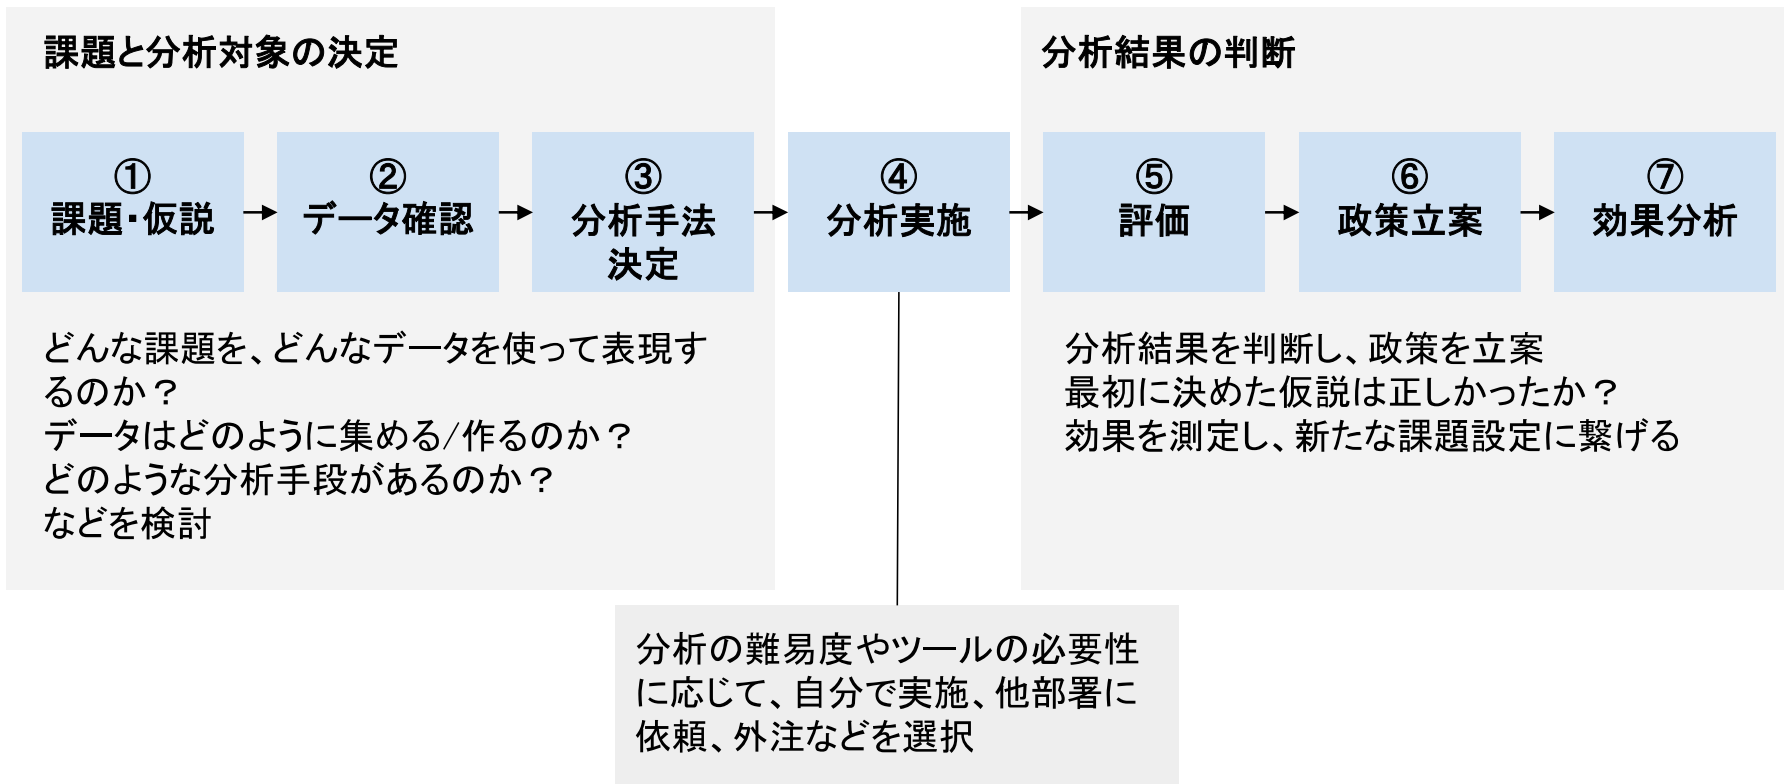 課題と分析対象の決定
分析結果の判断
①
課題・仮説
②
データ確認
③
分析手法
決定
④
分析実施
⑤
評価
⑥
政策立案
⑦
効果分析
どんな課題を、どんなデータを使って表現す
るのか？
データはどのように集める/作るのか？
どのような分析手段があるのか？
などを検討
分析結果を判断し、政策を立案
最初に決めた仮説は正しかったか？
効果を測定し、新たな課題設定に繋げる
分析の難易度やツールの必要性
に応じて、自分で実施、他部署に
依頼、外注などを選択